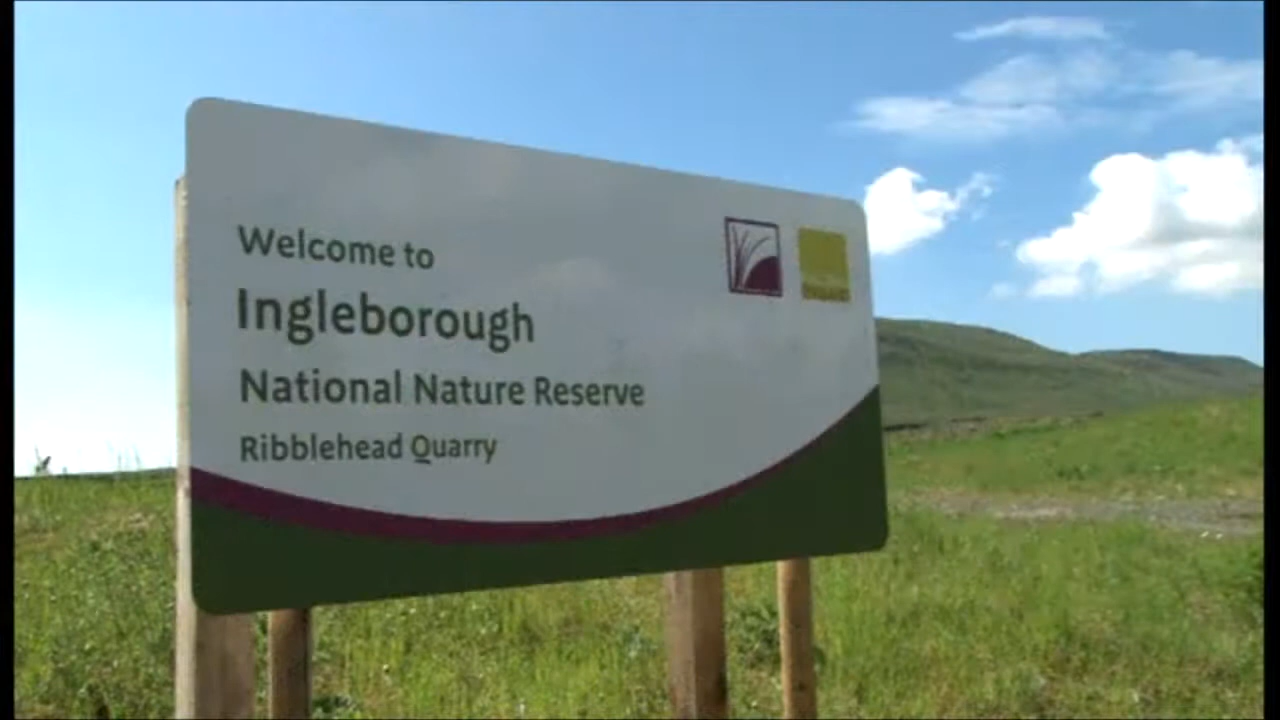 Welcome to
Ingleborough
National Nature Reserve
Ribblehead Quarry